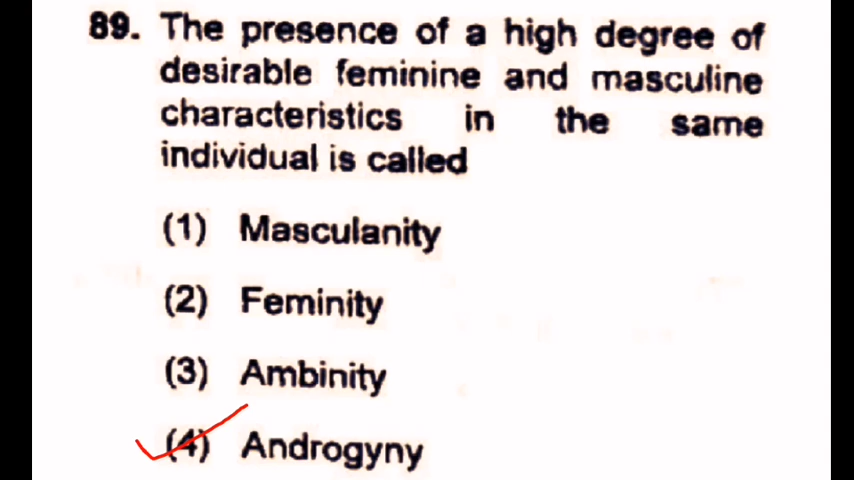 89. The presence of a high degree of
desirable feminine and masculine
characteristics in the same
individual is called
(1) Masculanity
(2) Feminity
(3) Ambinity
(4) Androgyny